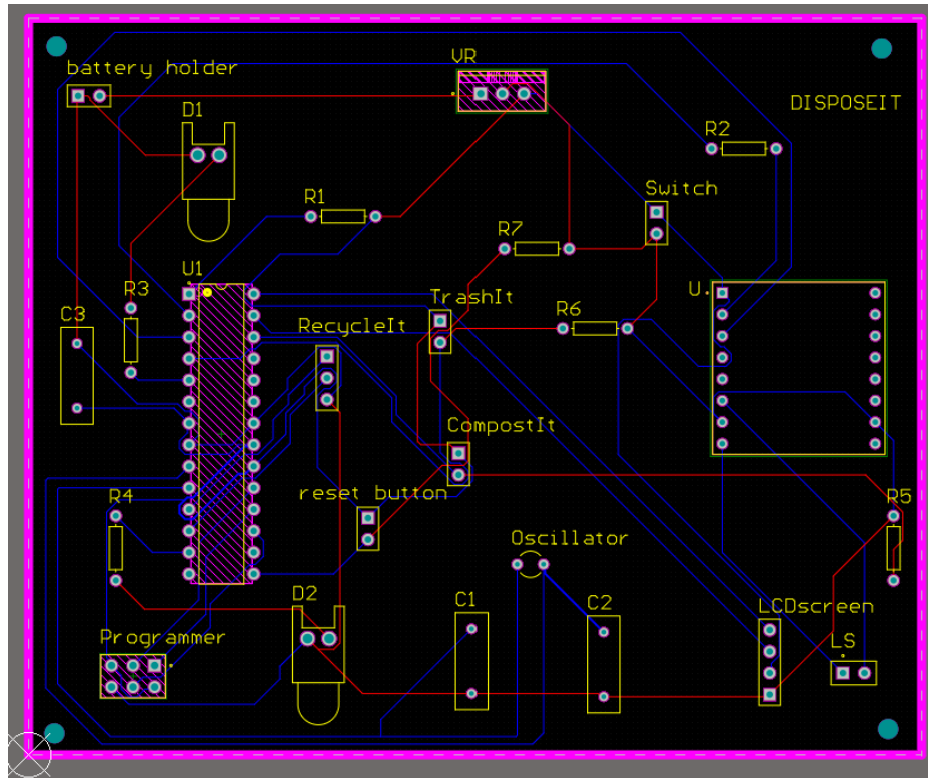 VR
battery holder
DISPOSEIT
D1
R2
R1
Switch
R7
U1
R3
TrashIt
U.
C3
RecycleIt
R6
CompostIt
R4
reset button
R5
Oscillator
D2
C1
C2
LCDscreen
Programmer
LS